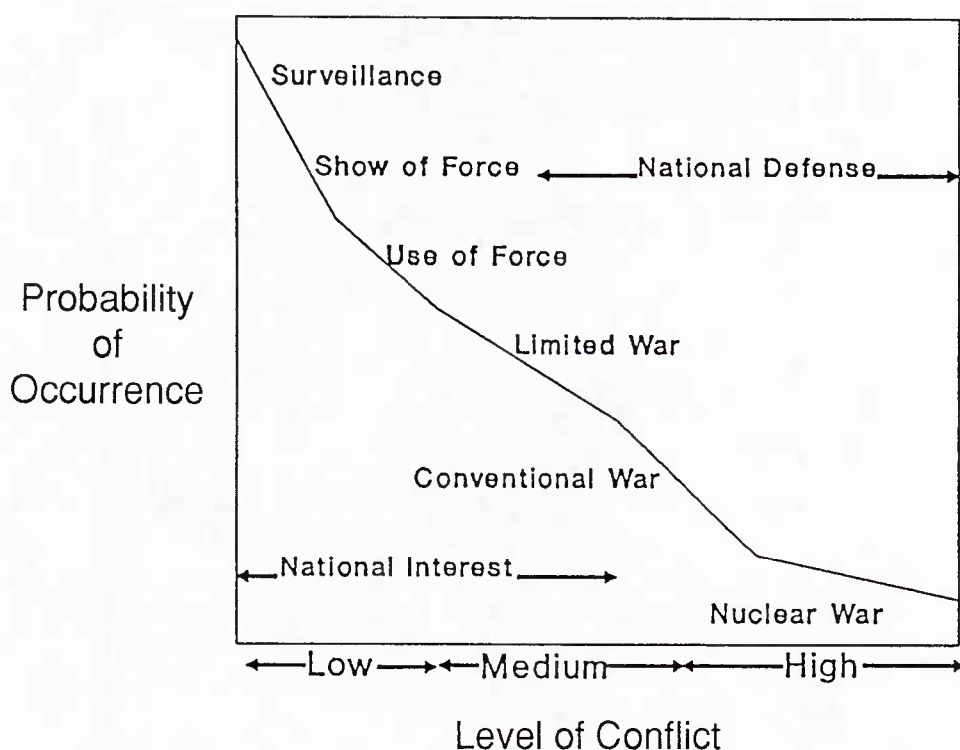 Surveillance
Show of Force
National Defense
Use of Force
Probability
of
Occurrence
Limited War
Conventional War
National Interest
Nuclear War
Low
Medium
High
Level of Conflict